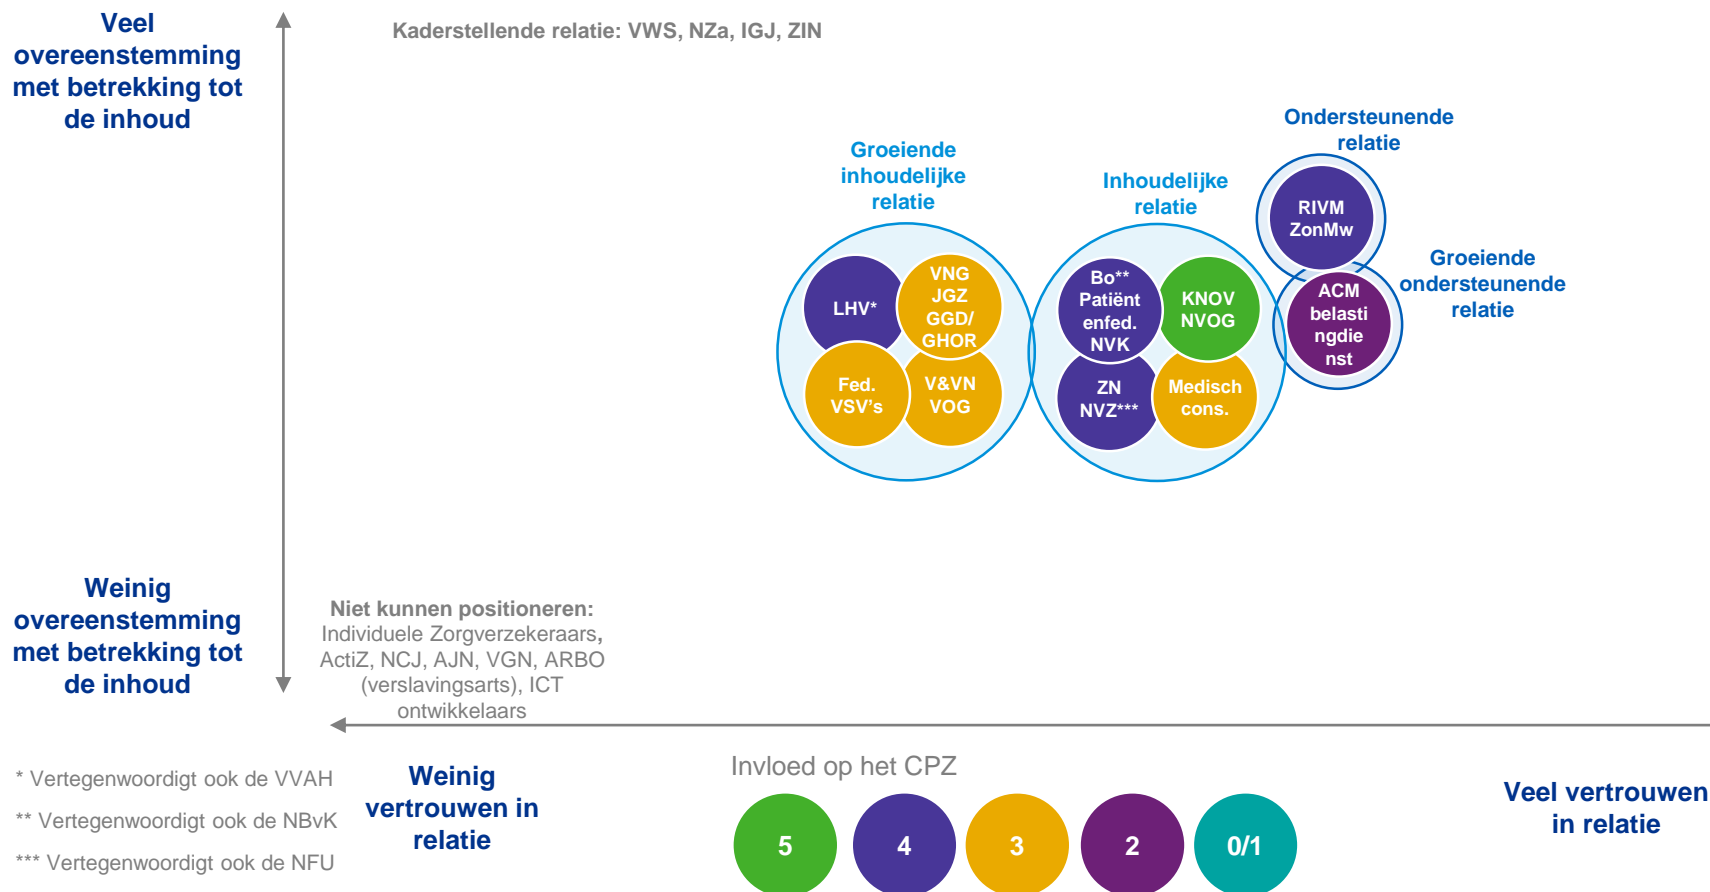 Veel
overeenstemming
met betrekking tot
de inhoud
Kaderstellende relatie: VWS, NZa, IGJ, ZIN
Groeiende
inhoudelijke
relatie
Inhoudelijke
relatie
Ondersteunende
relatie
Groeiende
ondersteunende
relatie
LHV*
VNG
JGZ
GGD/
GHOR
Fed.
VSV's
V&VN
VOG
Bo**
Patiënt
enfed.
NVK
KNOV
NVOG
ZN
NVZ***
Medisch
cons.
RIVM
ZonMw
ACM
belasti
ngdie
nst
Weinig
overeenstemming
met betrekking tot
de inhoud
Niet kunnen positioneren:
Individuele Zorgverzekeraars,
ActiZ, NCJ, AJN, VGN, ARBO
(verslavingsarts), ICT
ontwikkelaars
* Vertegenwoordigt ook de VVAH
** Vertegenwoordigt ook de NBvK
*** Vertegenwoordigt ook de NFU
Weinig
vertrouwen in
relatie
Invloed op het CPZ
5
4
3
2
0/1
Veel vertrouwen
in relatie